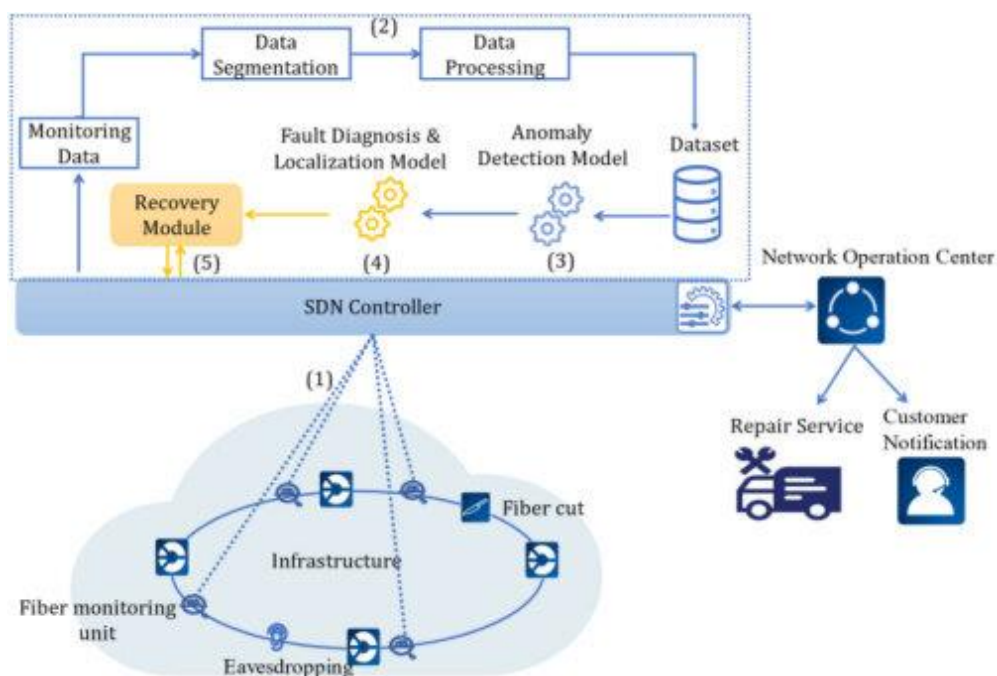 (2)
Data
Segmentation
Data
Processing
Monitoring
Data
Fault Diagnosis &
Localization Model
Anomaly
Detection Model
Dataset
Recovery
Module
(5)
(4)
(3)
Network Operation Center
SDN Controller
(1)
Repair Service
Customer
Notification
Fiber cut
Infrastructure
Fiber monitoring
unit
Eavesdropping